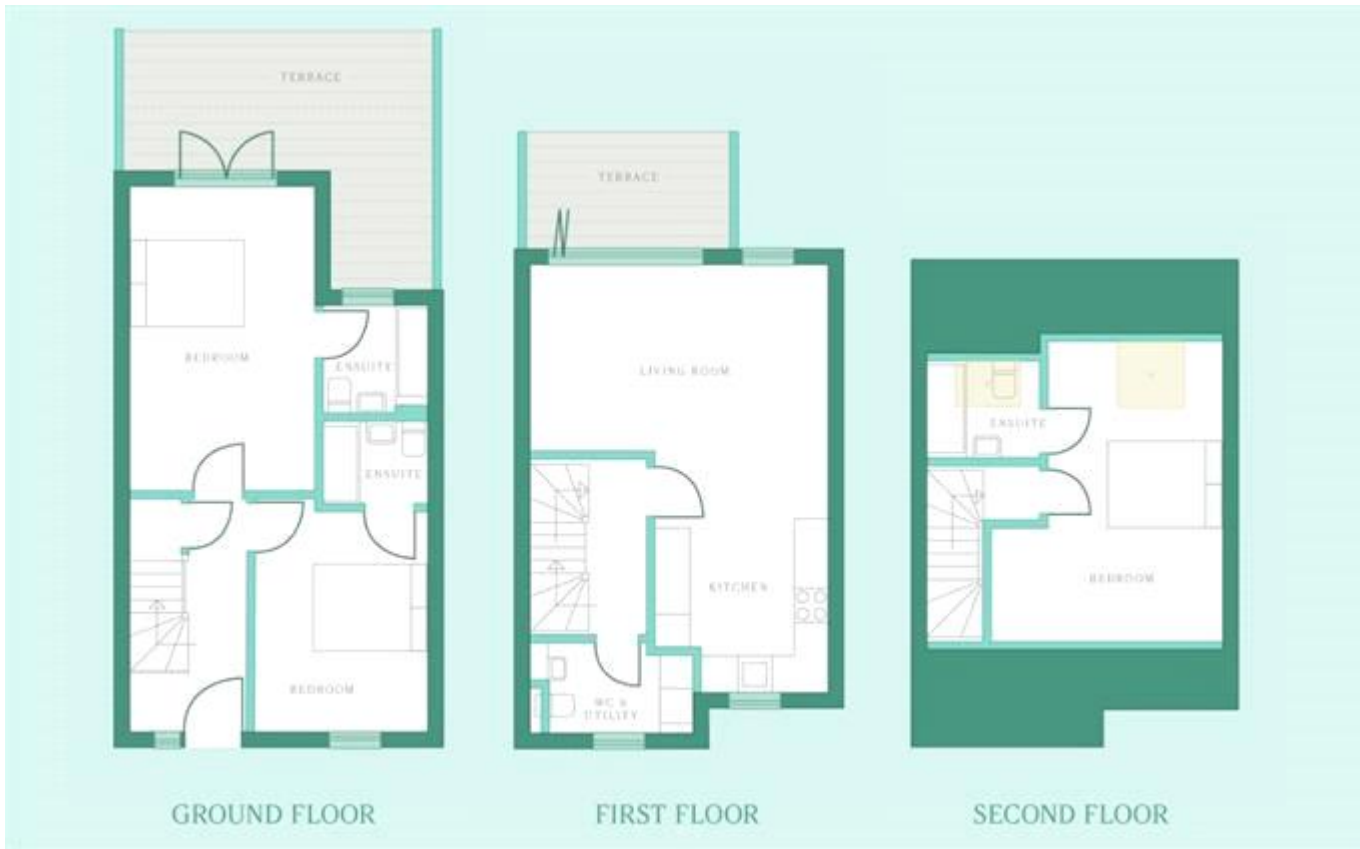 TERRACE
BEDROOM
ENSUITE
ENSUITE
BEDROOM
GROUND FLOOR
TERRACE
LIVING ROOM
KITCHEN
WC &
UTILITY
FIRST FLOOR
ENSUITE
BEDROOM
SECOND FLOOR